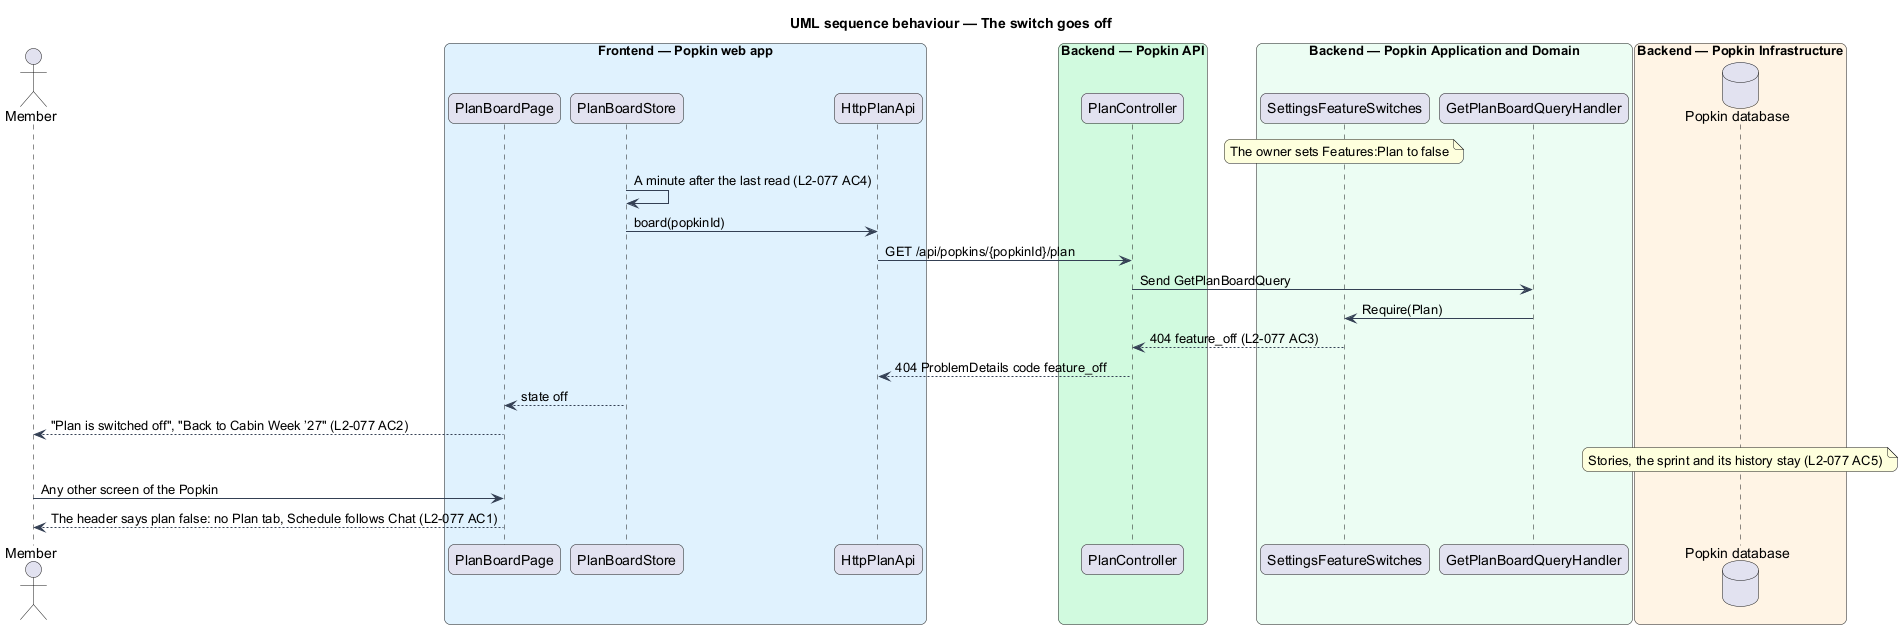 UML sequence behaviour — The switch goes off
Frontend — Popkin web app
Backend — Popkin API
Backend — Popkin Application and Domain
Backend — Popkin Infrastructure
Member
PlanBoardPage
PlanBoardStore
HttpPlanApi
PlanController
SettingsFeatureSwitches
GetPlanBoardQueryHandler
Popkin database
The owner sets Features:Plan to false
A minute after the last read (L2-077 AC4)
board(popkinId)
GET /api/popkins/{popkinId}/plan
Send GetPlanBoardQuery
Require(Plan)
404 feature_off (L2-077 AC3)
404 ProblemDetails code feature_off
state off
"Plan is switched off", "Back to Cabin Week ’27" (L2-077 AC2)
Stories, the sprint and its history stay (L2-077 AC5)
Any other screen of the Popkin
The header says plan false: no Plan tab, Schedule follows Chat (L2-077 AC1)
Member
PlanBoardPage
PlanBoardStore
HttpPlanApi
PlanController
SettingsFeatureSwitches
GetPlanBoardQueryHandler
Popkin database